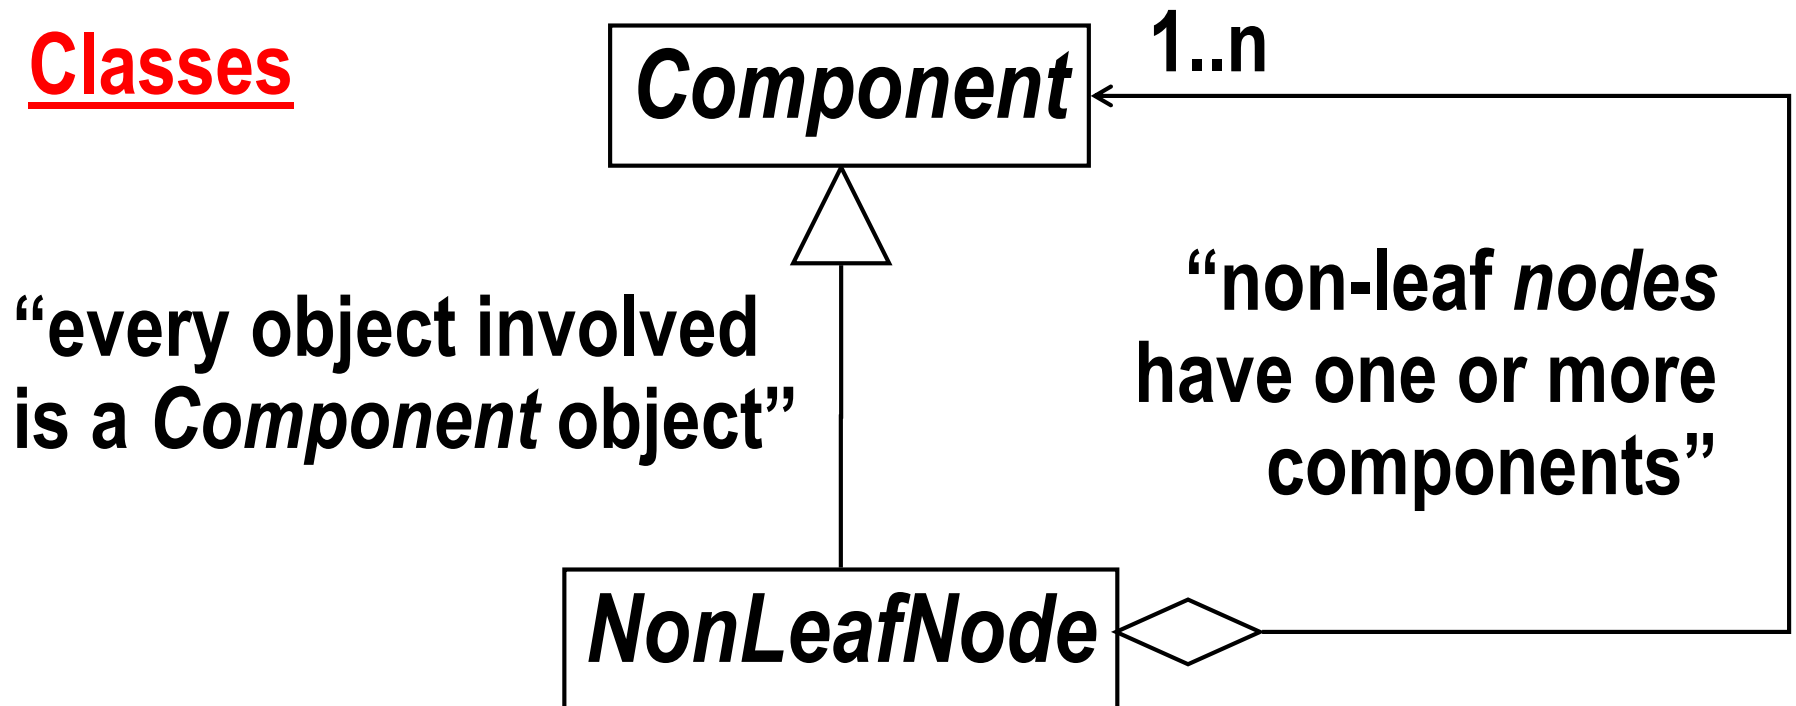 Classes
Component
1..n
“every object involved
is a Component object”
“non-leaf nodes
have one or more
components”
NonLeafNode